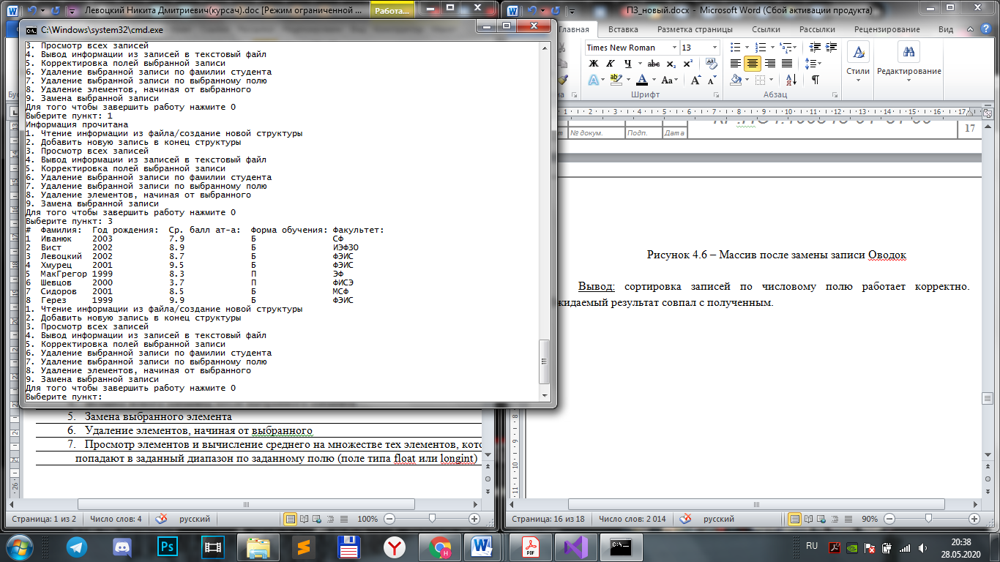 Левоцкий Никита Дмитриевич(курсач).doc [Режим ограниченной ... Работа...
ПЗ_новый.docx - Microsoft Word (Сбой активации продукта)
C:\Windows\system32\cmd.exe
3. Просмотр всех записей
4. Вывод информации из записей в текстовый файл
5. Корректировка полей выбранной записи
6. Удаление выбранной записи по фамилии студента
7. Удаление выбранной записи по выбранному полю
8. Удаление элементов, начиная от выбранного
9. Замена выбранной записи
Для того чтобы завершить работу нажмите 0
Выберите пункт: 1
Информация прочитана
1. Чтение информации из файла/создание новой структуры
2. Добавить новую запись в конец структуры
3. Просмотр всех записей
4. Вывод информации из записей в текстовый файл
5. Корректировка полей выбранной записи
6. Удаление выбранной записи по фамилии студента
7. Удаление выбранной записи по выбранному полю
8. Удаление элементов, начиная от выбранного
9. Замена выбранной записи
Для того чтобы завершить работу нажмите 0
Выберите пункт: 3
# Фамилия: Год рождения: Ср. балл ат-а: Форма обучения: Факультет:
1 Иванюк 2003 7.9 Б СФ
2 Вист 2002 8.9 Б ИЭФЗО
3 Левоцкий 2002 8.7 Б ФЭИС
4 Хмурец 2001 9.5 Б ФЭИС
5 МакГрегор 1999 8.3 П ЭФ
6 Шевцов 2000 3.7 П ФИСЭ
7 Сидоров 2001 8.5 Б МСФ
8 Герез 1999 9.9 Б ФЭИС
1. Чтение информации из файла/создание новой структуры
2. Добавить новую запись в конец структуры
3. Просмотр всех записей
4. Вывод информации из записей в текстовый файл
5. Корректировка полей выбранной записи
6. Удаление выбранной записи по фамилии студента
7. Удаление выбранной записи по выбранному полю
8. Удаление элементов, начиная от выбранного
9. Замена выбранной записи
Для того чтобы завершить работу нажмите 0
Выберите пункт:
5. Замена выбранного элемента
6. Удаление элементов, начиная от выбранного
7. Просмотр элементов и вычисление среднего на множестве тех элементов, кото
попадают в заданный диапазон по заданному полю (поле типа float или longint)
Страница: 1 из 2 Число слов: 4 русский 100%
Главная Вставка Разметка страницы Ссылки Рассылки Рецензирование Вид
Times New Roman 13
Стили Редактирование
Шрифт Абзац
№ докум. Подп. Дата 17
Рисунок 4.6 – Массив после замены записи Оводок
Вывод: сортировка записей по числовому полю работает корректно.
жидаемый результат совпал с полученным.
Страница: 16 из 18 Число слов: 2 014 русский 90%
RU 20:38
28.05.2020